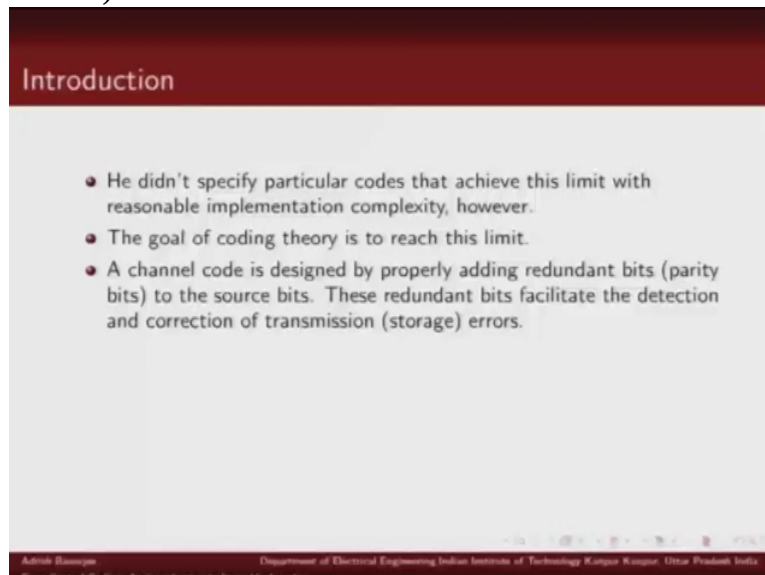 Introduction
He didn't specify particular codes that achieve this limit with
reasonable implementation complexity, however.
The goal of coding theory is to reach this limit.
A channel code is designed by properly adding redundant bits (parity
bits) to the source bits. These redundant bits facilitate the detection
and correction of transmission (storage) errors.
Department of Electrical Engineering Indian Institute of Technology Kanpur Kanpur, Uttar Pradesh India